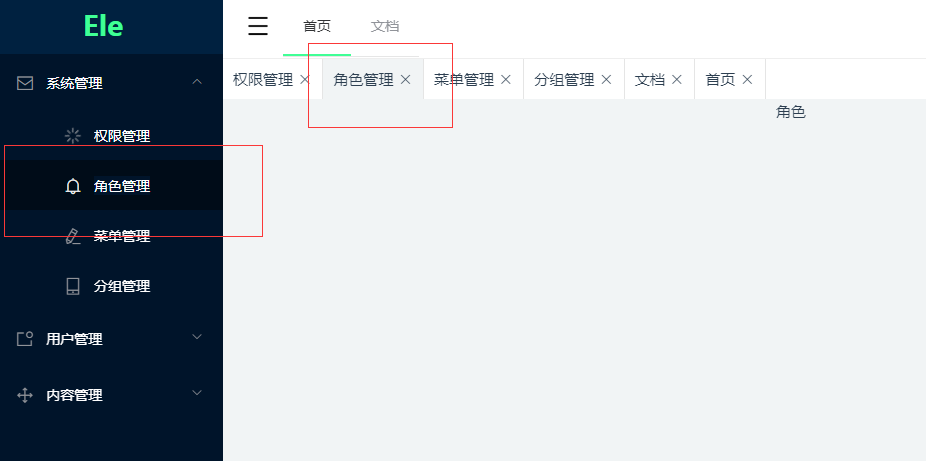 Ele
系统管理
权限管理
角色管理
菜单管理
分组管理
用户管理
内容管理
首页 文档
权限管理 角色管理 菜单管理 分组管理 文档 首页
角色